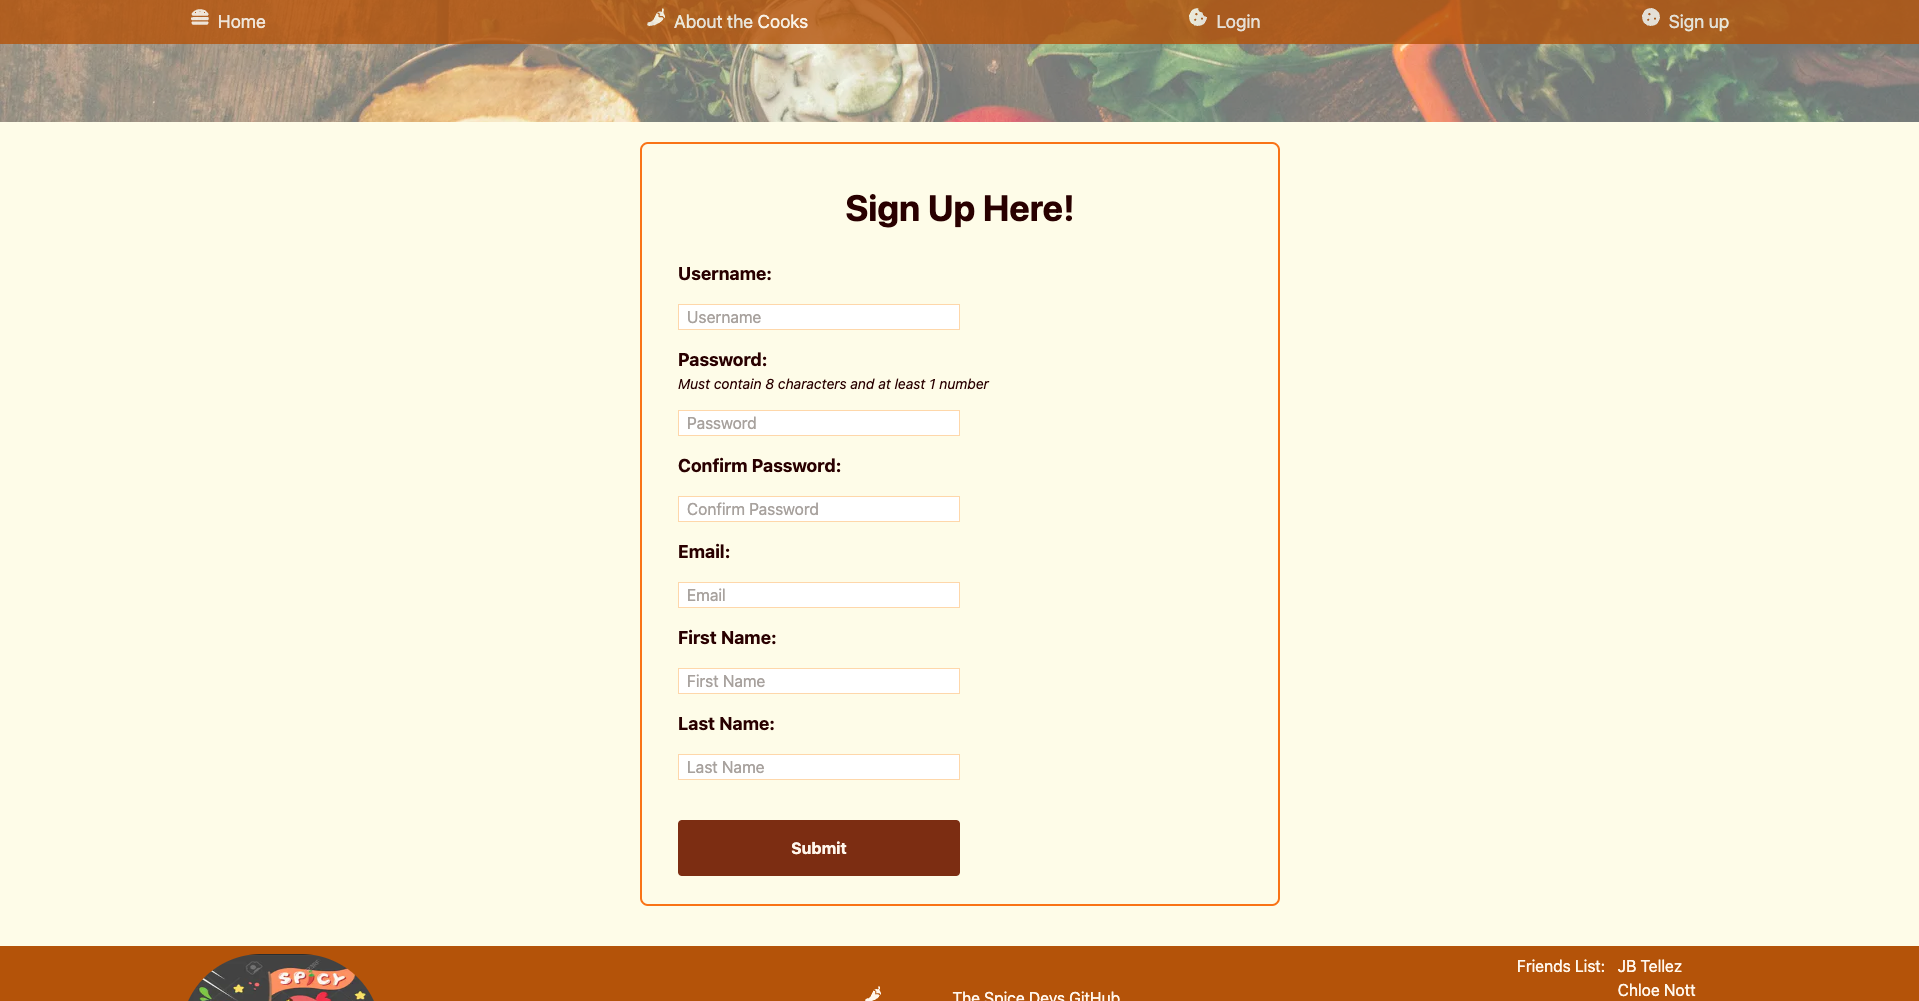 Home
About the Cooks
Login
Sign up
Sign Up Here!
Username:
Username
Password:
Must contain 8 characters and at least 1 number
Password
Confirm Password:
Confirm Password
Email:
Email
First Name:
First Name
Last Name:
Last Name
Submit
SPICY
The Spice Devs GitHub
Friends List: JB Tellez
Chloe Nott